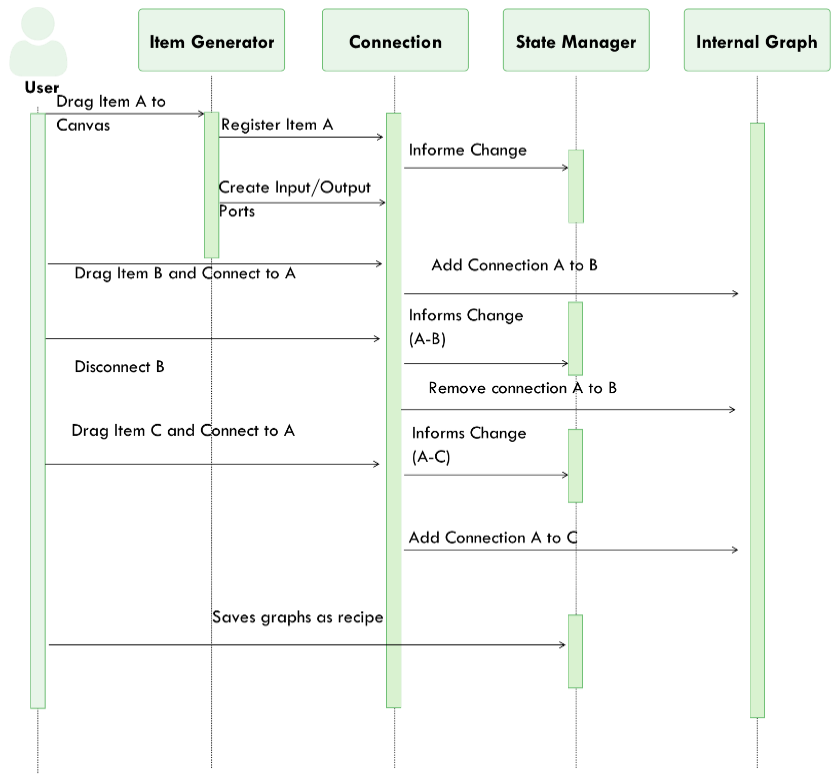 Item Generator
Connection
State Manager
Internal Graph
User
Drag Item A to
Canvas
Register Item A
Informe Change
Create Input/Output
Ports
Drag Item B and Connect to A
Add Connection A to B
Informs Change
(A-B)
Disconnect B
Remove connection A to B
Drag Item C and Connect to A
Informs Change
(A-C)
Add Connection A to C
Saves graphs as recipe